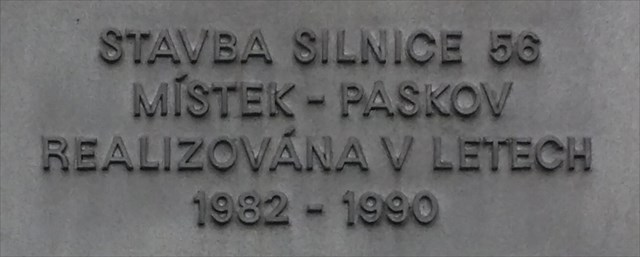 STAVBA SILNICE 56
MÍSTEK - PASKOV
REALIZOVÁNA V LETECH
1982 - 1990